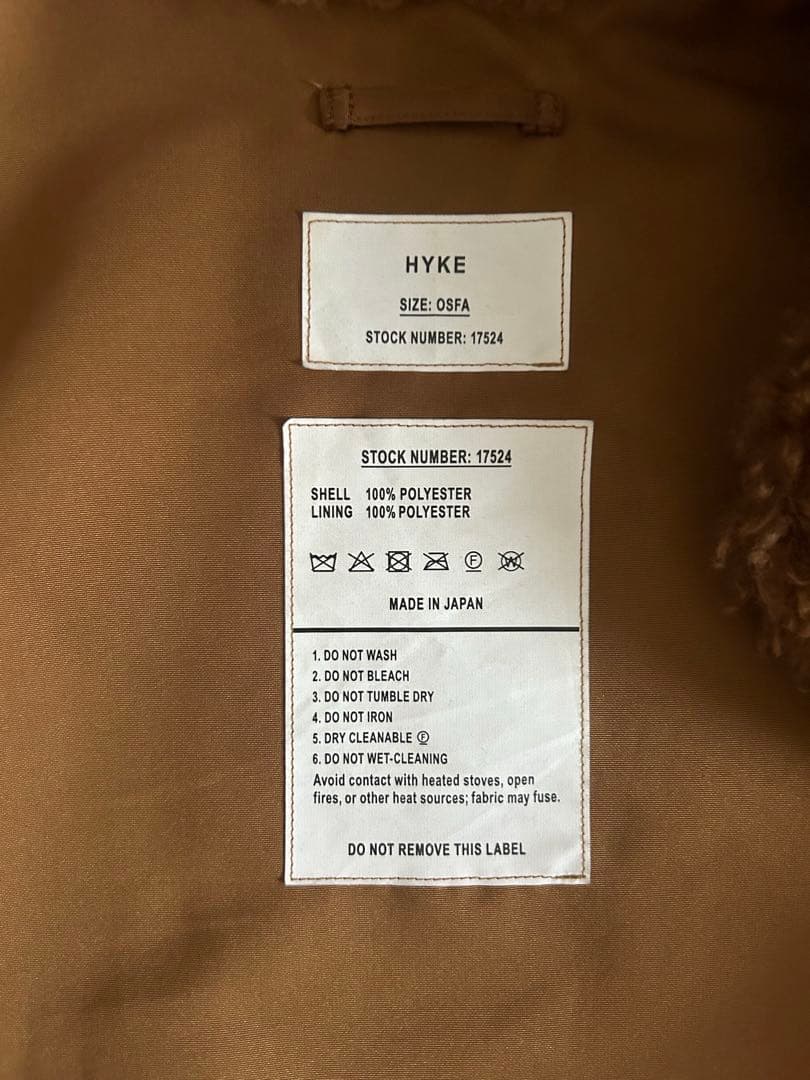 HYKE
SIZE: OSFA
STOCK NUMBER: 17524
STOCK NUMBER: 17524
SHELL 100% POLYESTER
LINING 100% POLYESTER
F W
MADE IN JAPAN
1. DO NOT WASH
2. DO NOT BLEACH
3. DO NOT TUMBLE DRY
4. DO NOT IRON
5. DRY CLEANABLE Ⓕ
6. DO NOT WET-CLEANING
Avoid contact with heated stoves, open
fires, or other heat sources; fabric may fuse.
DO NOT REMOVE THIS LABEL